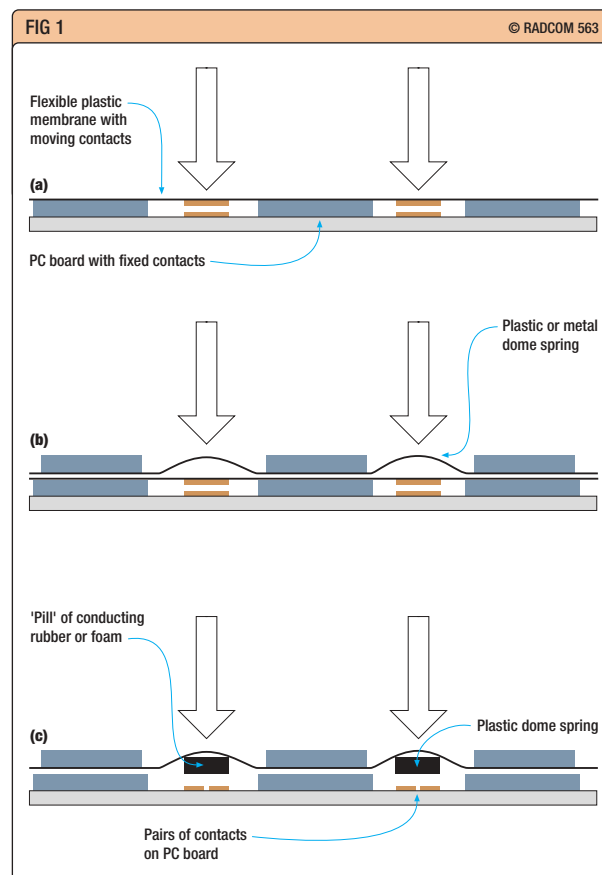 FIG 1
© RADCOM 563
Flexible plastic
membrane with
moving contacts
(a)
PC board with fixed contacts
Plastic or metal
dome spring
(b)
'Pill' of conducting
rubber or foam
(c)
Plastic dome spring
Pairs of contacts
on PC board